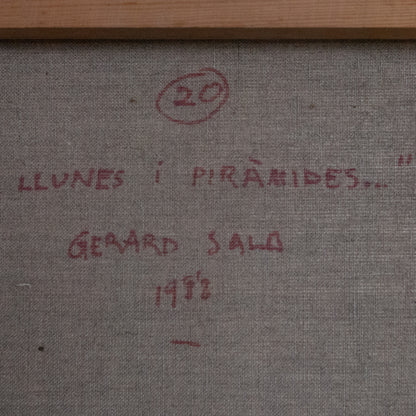 20
LLUNES i PIRÀMIDES..."
GERARD SALA
1988